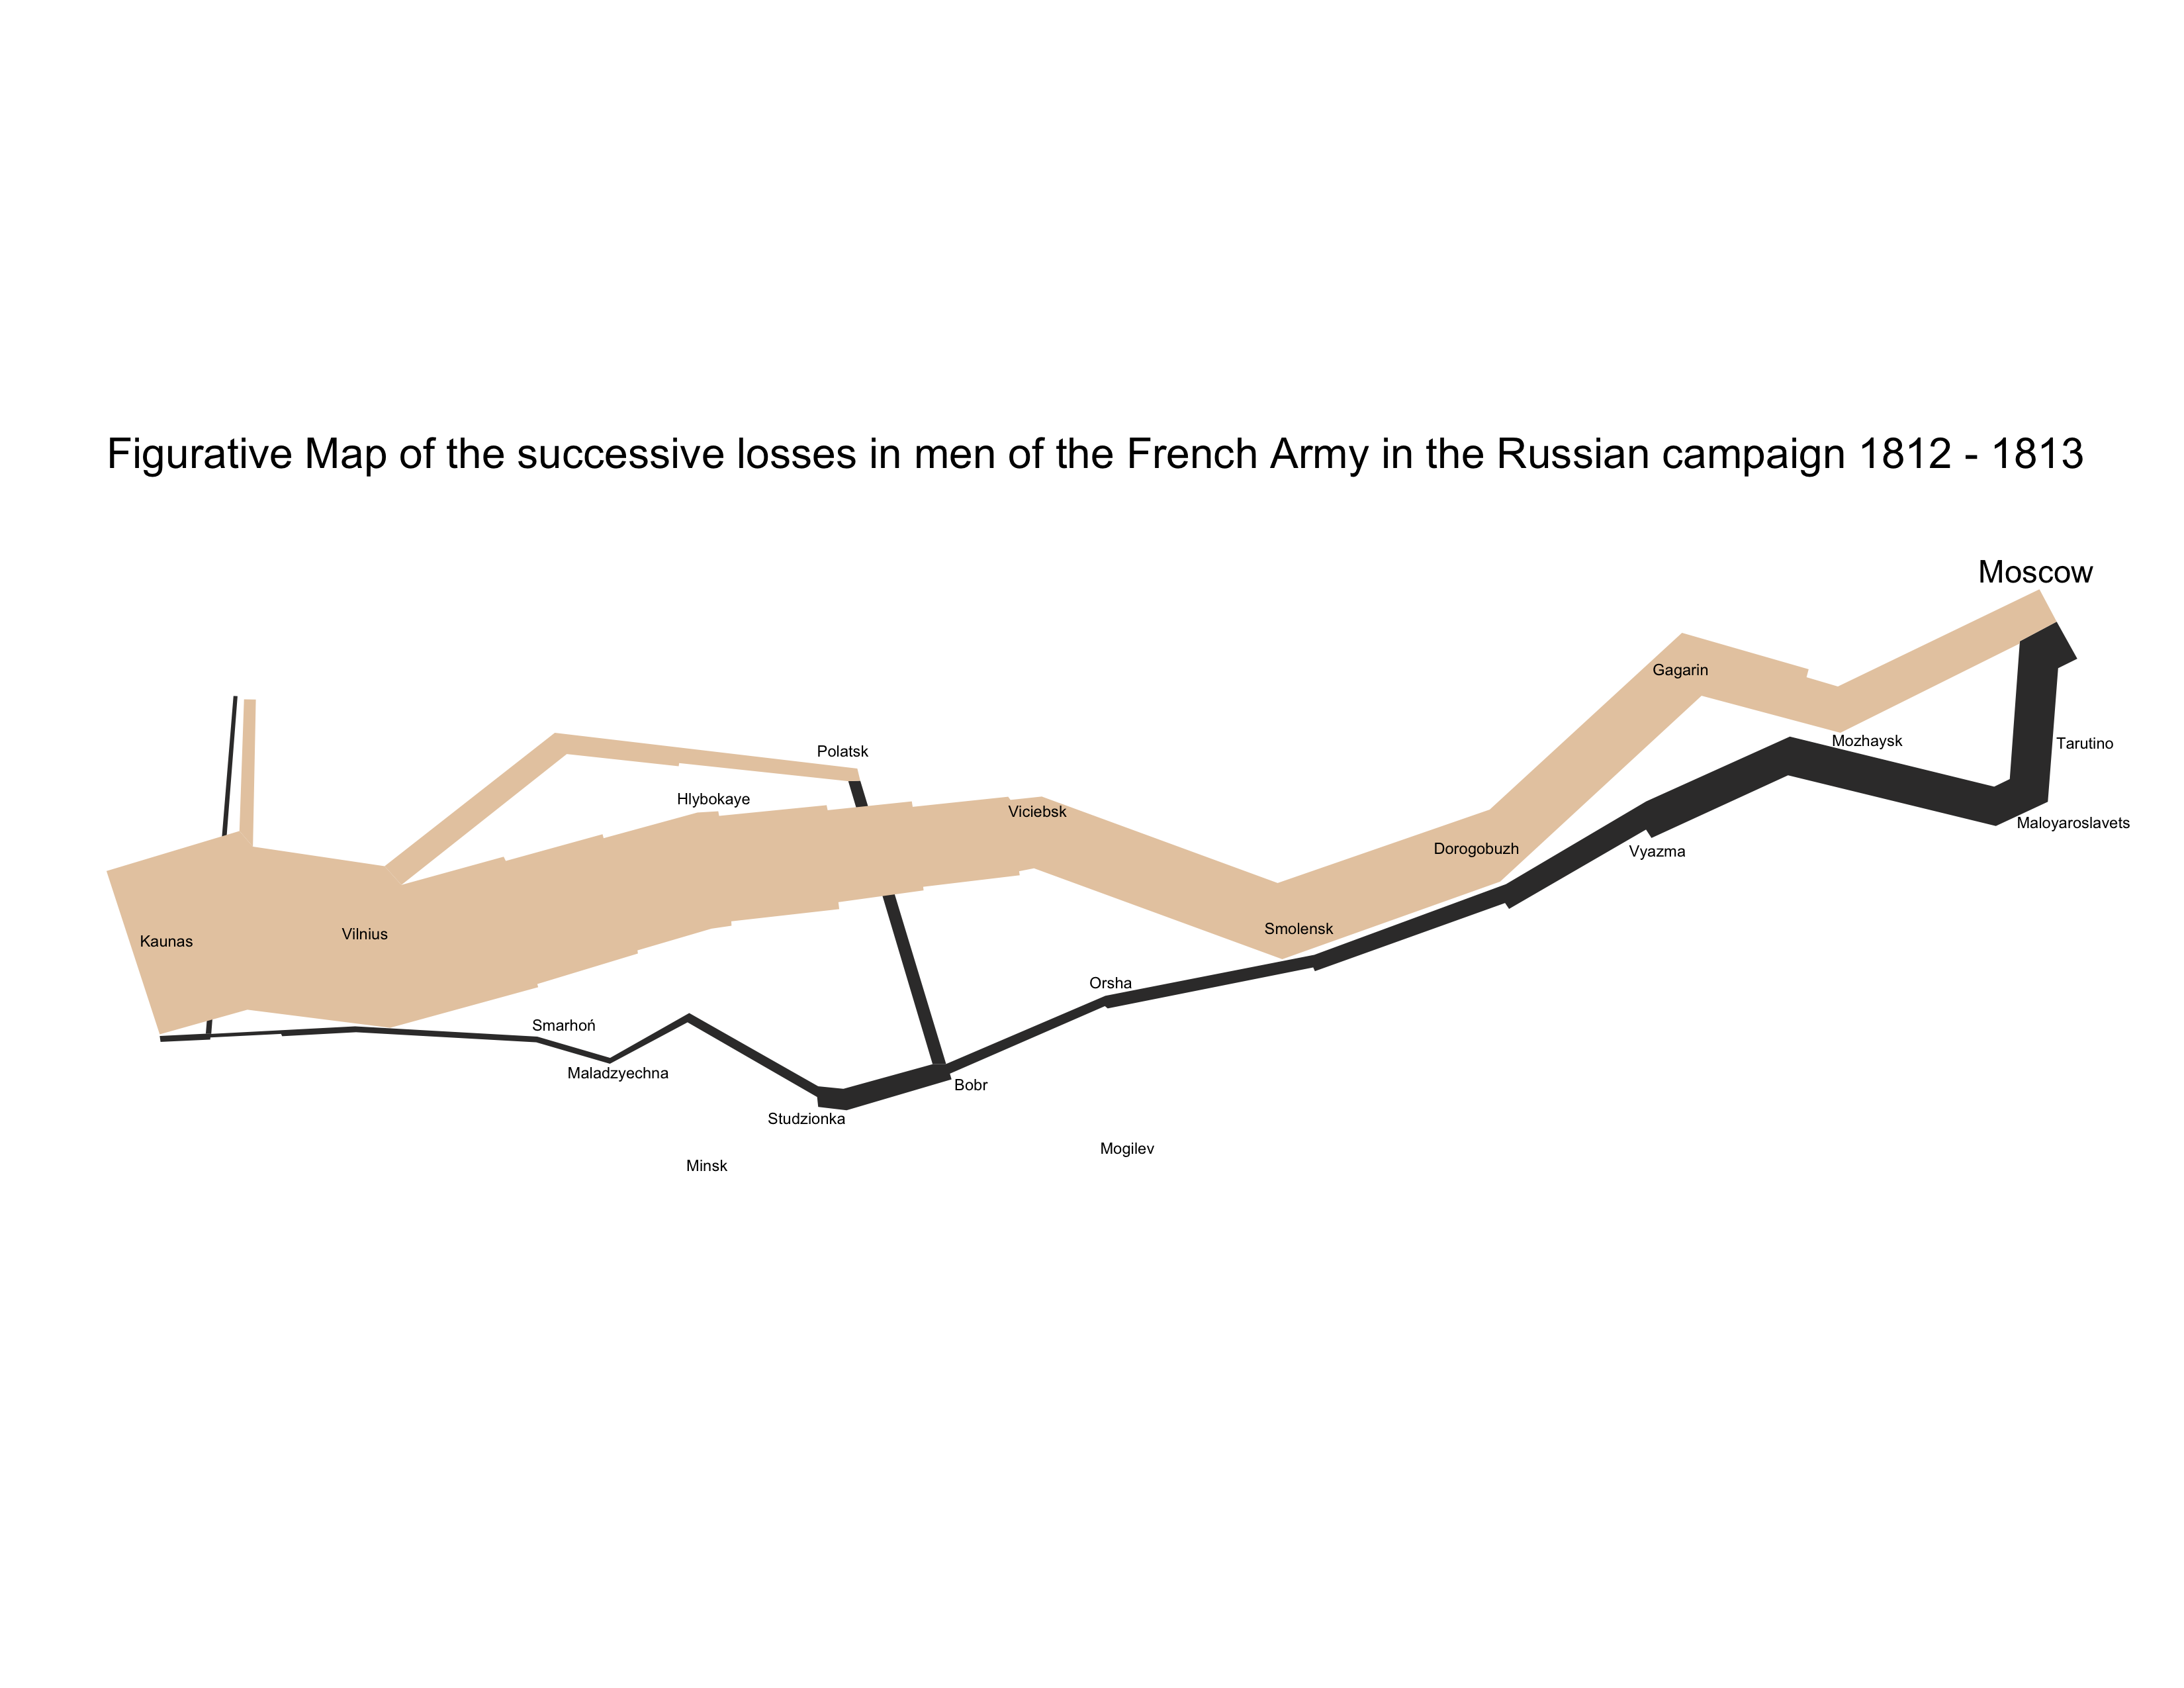 Figurative Map of the successive losses in men of the French Army in the Russian campaign 1812 - 1813
Moscow
Gagarin
Mozhaysk
Tarutino
Polatsk
Hlybokaye
Viciebsk
Maloyaroslavets
Dorogobuzh
Vyazma
Smolensk
Vilnius
Kaunas
Orsha
Smarhoń
Maladzyechna
Bobr
Studzionka
Mogilev
Minsk